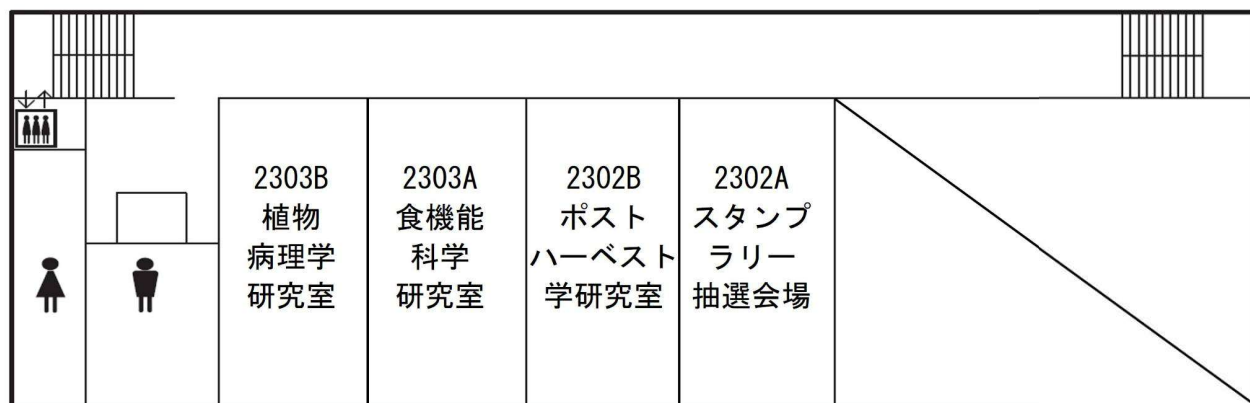 2303B
植物
病理学
研究室
2303A
食機能
科学
研究室
2302B
ポスト
ハーベスト
学研究室
2302A
スタンプ
ラリー
抽選会場